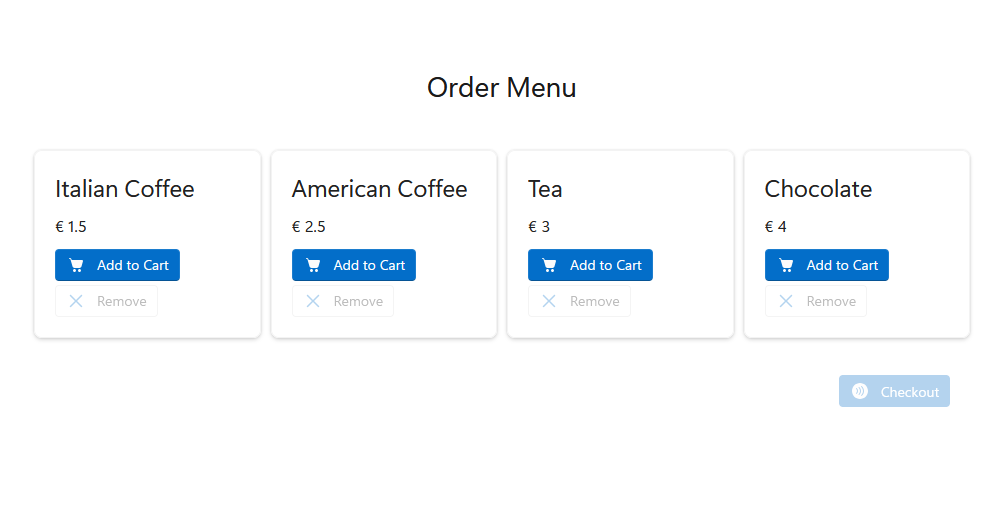 Order Menu
Italian Coffee
€ 1.5
Add to Cart
Remove
American Coffee
€ 2.5
Add to Cart
Remove
Tea
€ 3
Add to Cart
Remove
Chocolate
€ 4
Add to Cart
Remove
Checkout